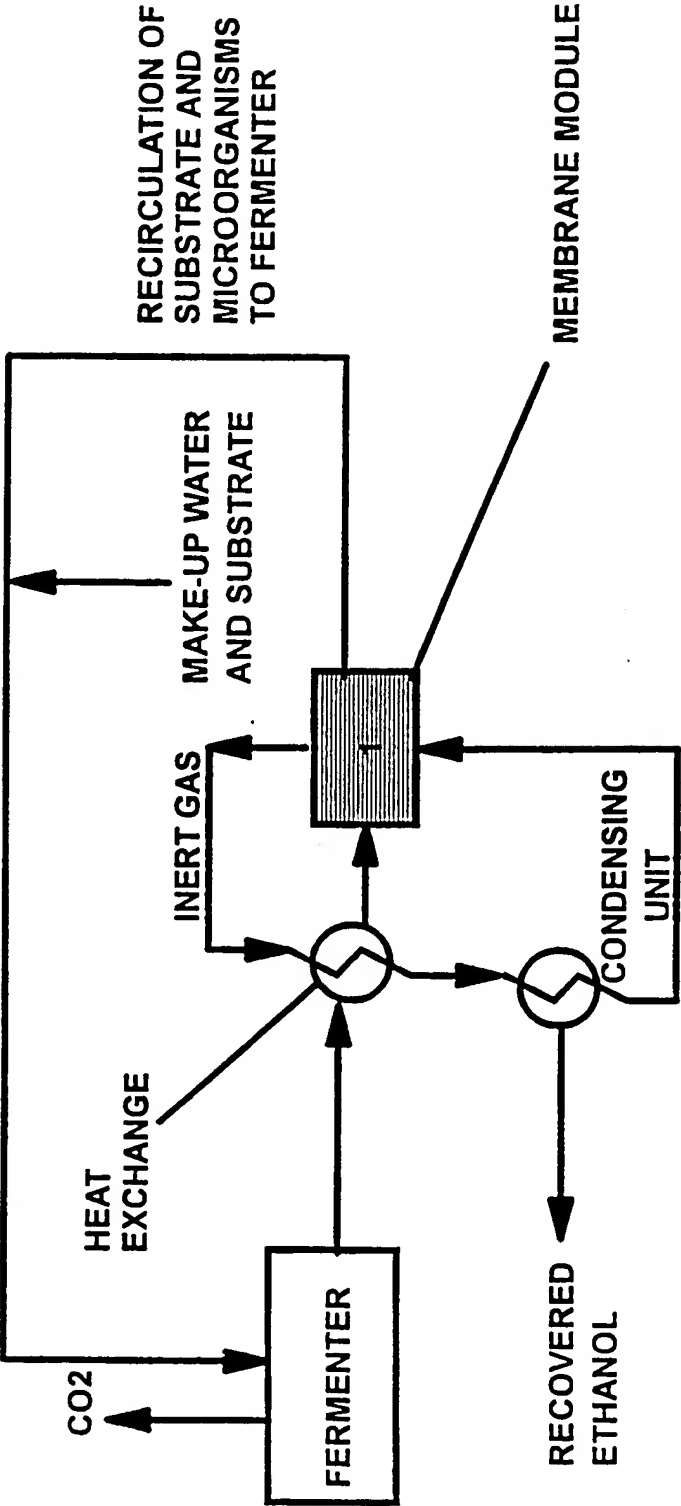 RECIRCULATION OF
SUBSTRATE AND
MICROORGANISMS
TO FERMENTER
MAKE-UP WATER
AND SUBSTRATE
CO2
HEAT
EXCHANGE
INERT GAS
FERMENTER
MEMBRANE MODULE
CONDENSING
UNIT
RECOVERED
ETHANOL